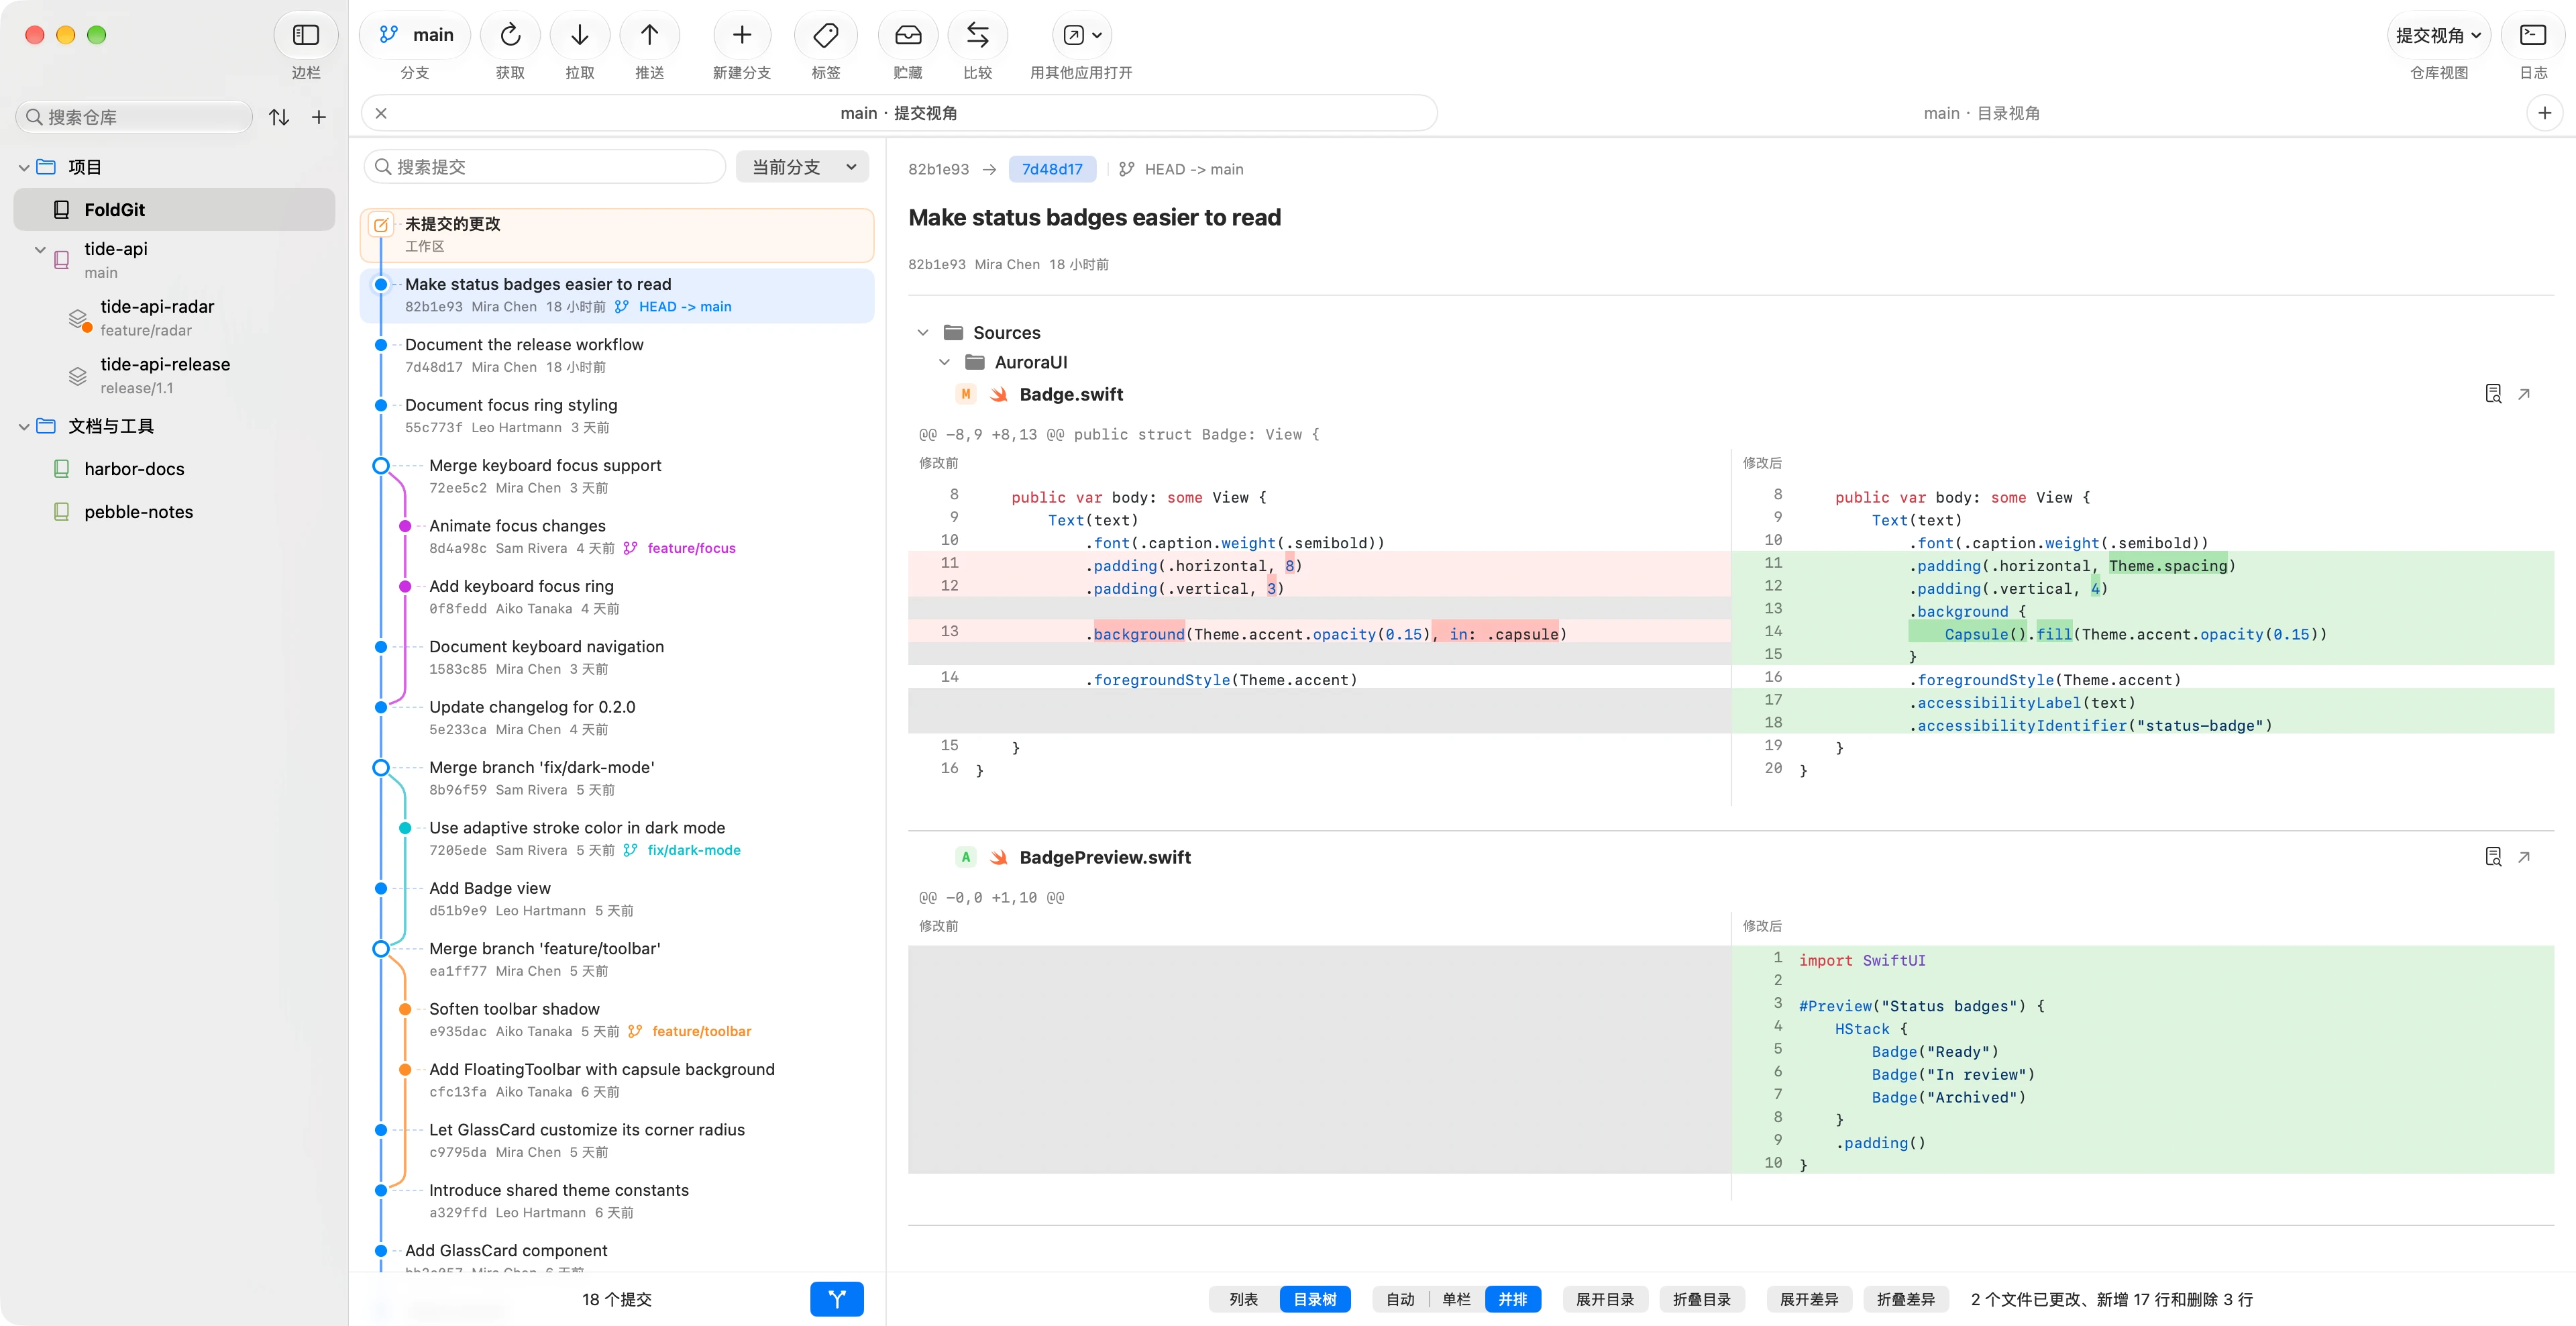 main
分支
获取
拉取
推送
新建分支
标签
贮藏
比较
用其他应用打开
边栏
提交视角
仓库视图
日志
搜索仓库
项目
FoldGit
tide-api
main
tide-api-radar
feature/radar
tide-api-release
release/1.1
文档与工具
harbor-docs
pebble-notes
main · 提交视角
main · 目录视角
搜索提交
当前分支
未提交的更改
工作区
Make status badges easier to read
82b1e93 Mira Chen 18 小时前 HEAD -> main
Document the release workflow
7d48d17 Mira Chen 18 小时前
Document focus ring styling
55c773f Leo Hartmann 3 天前
Merge keyboard focus support
72ee5c2 Mira Chen 3 天前
Animate focus changes
8d4a98c Sam Rivera 4 天前 feature/focus
Add keyboard focus ring
0f8fedd Aiko Tanaka 4 天前
Document keyboard navigation
1583c85 Mira Chen 3 天前
Update changelog for 0.2.0
5e233ca Mira Chen 4 天前
Merge branch 'fix/dark-mode'
8b96f59 Sam Rivera 5 天前
Use adaptive stroke color in dark mode
7205ede Sam Rivera 5 天前 fix/dark-mode
Add Badge view
d51b9e9 Leo Hartmann 5 天前
Merge branch 'feature/toolbar'
ea1ff77 Mira Chen 5 天前
Soften toolbar shadow
e935dac Aiko Tanaka 5 天前 feature/toolbar
Add FloatingToolbar with capsule background
cfc13fa Aiko Tanaka 6 天前
Let GlassCard customize its corner radius
c9795da Mira Chen 5 天前
Introduce shared theme constants
a329ffd Leo Hartmann 6 天前
Add GlassCard component
18 个提交
82b1e93 → 7d48d17 HEAD -> main
Make status badges easier to read
82b1e93 Mira Chen 18 小时前
Sources
AuroraUI
M Badge.swift
@@ -8,9 +8,13 @@ public struct Badge: View {
修改前
8 public var body: some View {
9 Text(text)
10 .font(.caption.weight(.semibold))
11 .padding(.horizontal, 8)
12 .padding(.vertical, 3)
13 .background(Theme.accent.opacity(0.15), in: .capsule)
14 .foregroundStyle(Theme.accent)
15 }
16 }
修改后
8 public var body: some View {
9 Text(text)
10 .font(.caption.weight(.semibold))
11 .padding(.horizontal, Theme.spacing)
12 .padding(.vertical, 4)
13 .background {
14 Capsule().fill(Theme.accent.opacity(0.15))
15 }
16 .foregroundStyle(Theme.accent)
17 .accessibilityLabel(text)
18 .accessibilityIdentifier("status-badge")
19 }
20 }
A BadgePreview.swift
@@ -0,0 +1,10 @@
修改前
修改后
1 import SwiftUI
2
3 #Preview("Status badges") {
4 HStack {
5 Badge("Ready")
6 Badge("In review")
7 Badge("Archived")
8 }
9 .padding()
10 }
列表
目录树
自动
单栏
并排
展开目录
折叠目录
展开差异
折叠差异
2 个文件已更改、新增 17 行和删除 3 行